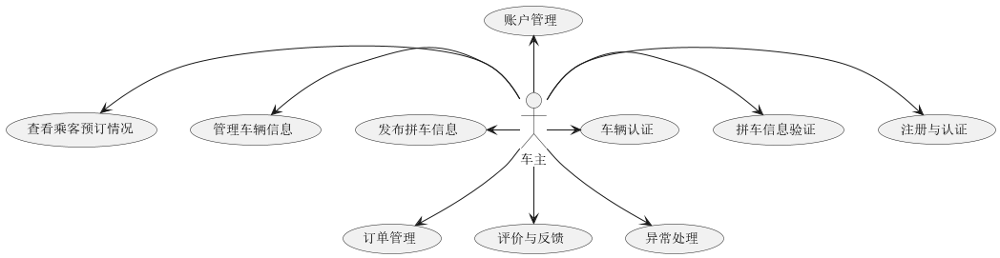 账户管理
查看乘客预订情况
管理车辆信息
发布拼车信息
车辆认证
拼车信息验证
注册与认证
车主
订单管理
评价与反馈
异常处理